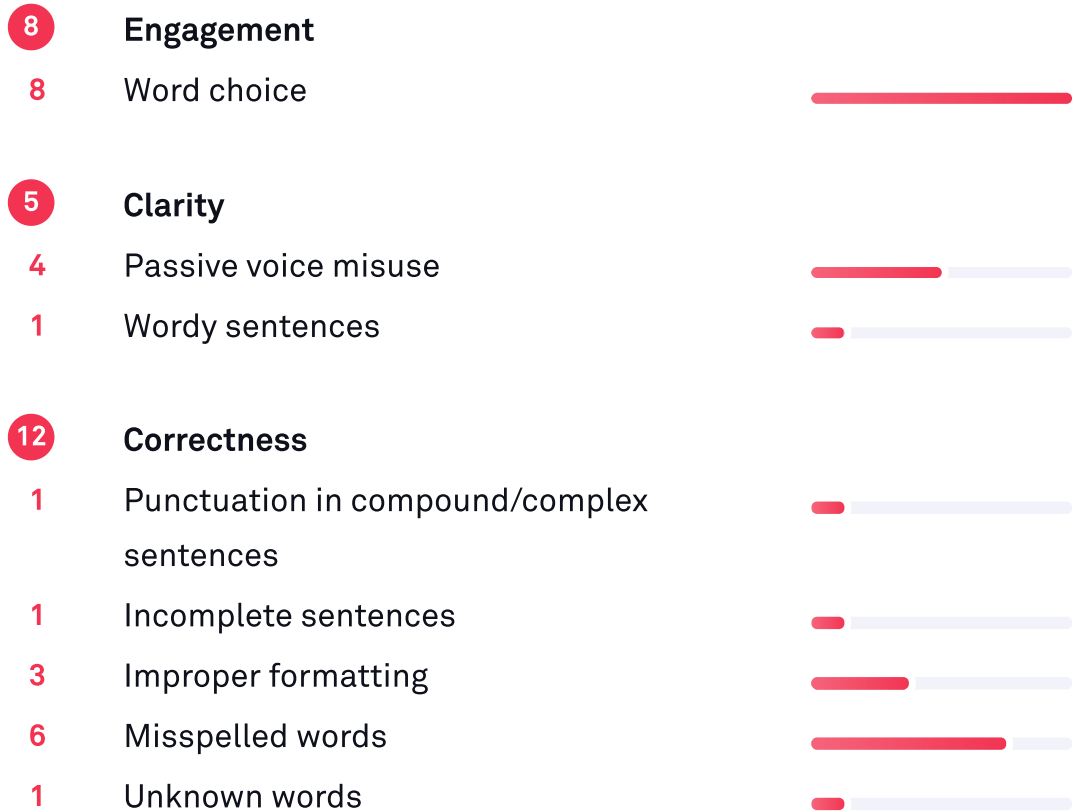 8 Engagement
8 Word choice
5 Clarity
4 Passive voice misuse
1 Wordy sentences
12 Correctness
1 Punctuation in compound/complex
sentences
1 Incomplete sentences
3 Improper formatting
6 Misspelled words
1 Unknown words